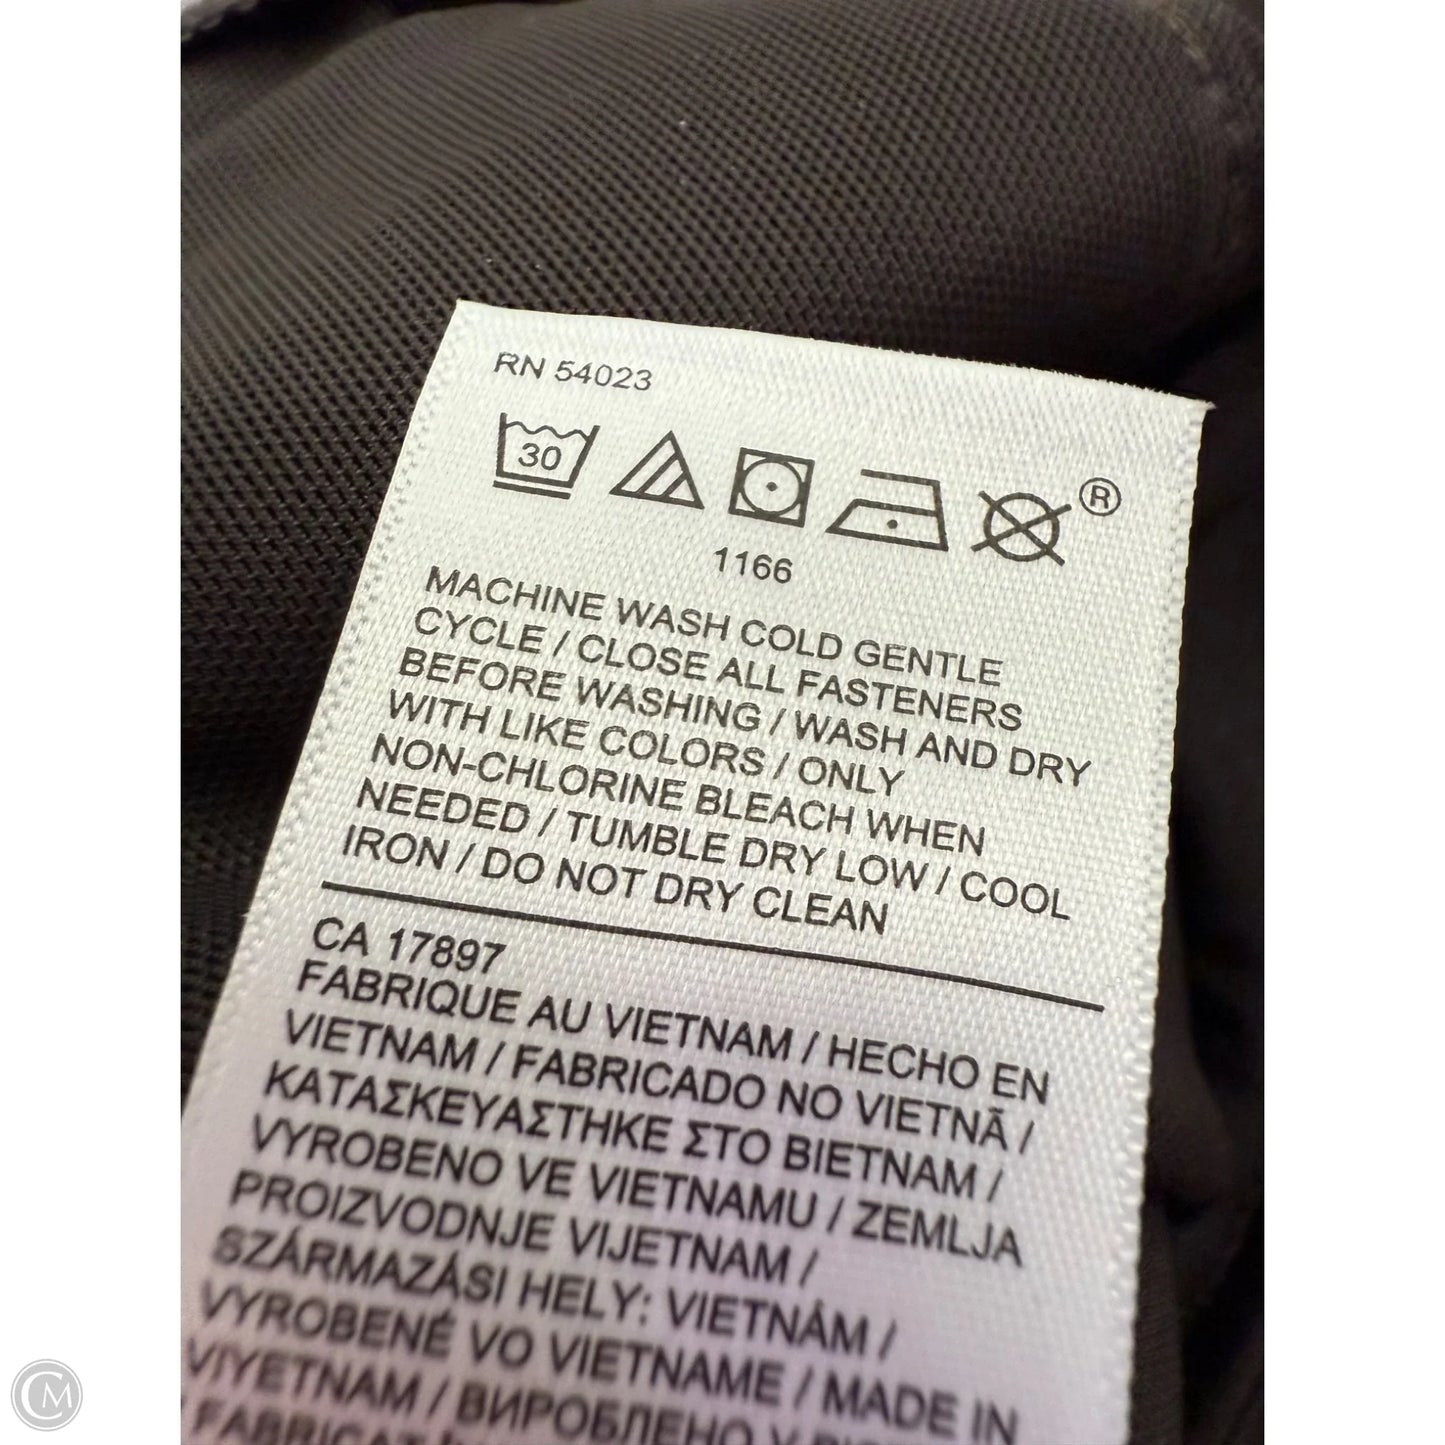 RN 54023
30
®
1166
MACHINE WASH COLD GENTLE
CYCLE / CLOSE ALL FASTENERS
BEFORE WASHING / WASH AND DRY
WITH LIKE COLORS / ONLY
NON-CHLORINE BLEACH WHEN
NEEDED / TUMBLE DRY LOW / COOL
IRON / DO NOT DRY CLEAN
CA 17897
FABRIQUE AU VIETNAM / HECHO EN
VIETNAM / FABRICADO NO VIETNÃ /
ΚΑΤΑΣΚΕΥΑΣΤΗΚΕ ΣΤΟ ΒΙΕΤΝΑΜ /
VYROBENO VE VIETNAMU / ZEMLJA
PROIZVODNJE VIJETNAM /
SZÁRMAZÁSI HELY: VIETNÁM /
VYROBENÉ VO VIETNAME / MADE IN
VIYETNAM / ВИРОБЛЕНО У
CM